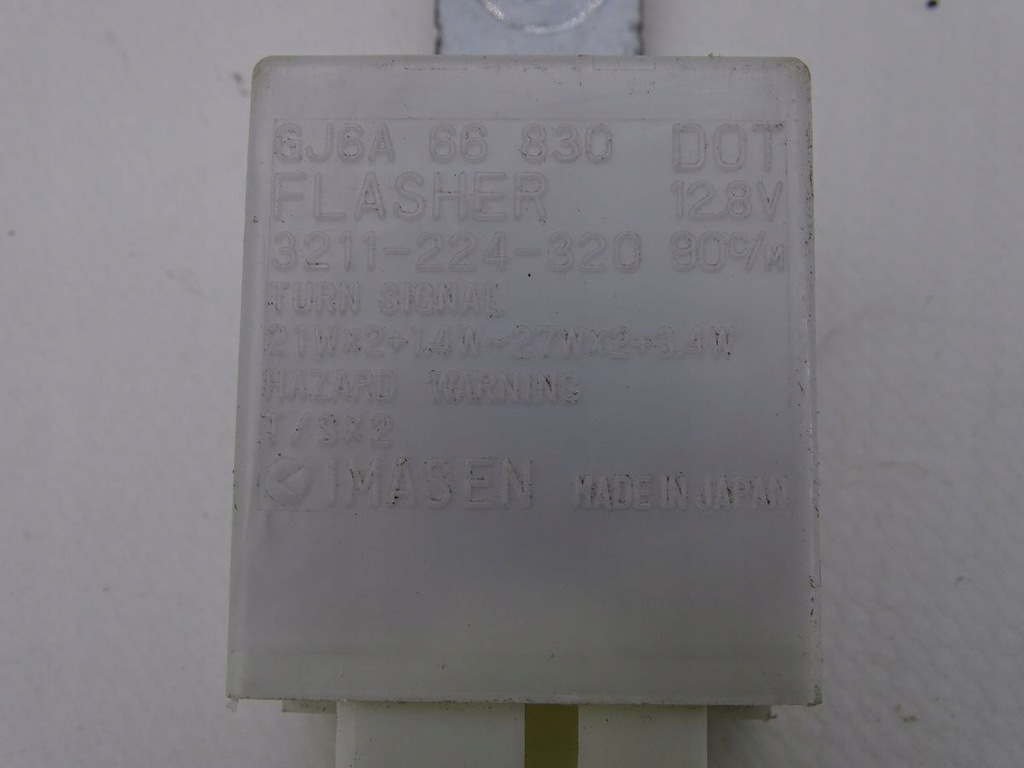 GJ6A 66 830 DOT
FLASHER 12.8V
3211-224-320 90c/M
TURN SIGNAL
21W×2+1.4W~27W×2+3.4W
HAZARD WARNING
T/S×2
IMASEN MADE IN JAPAN